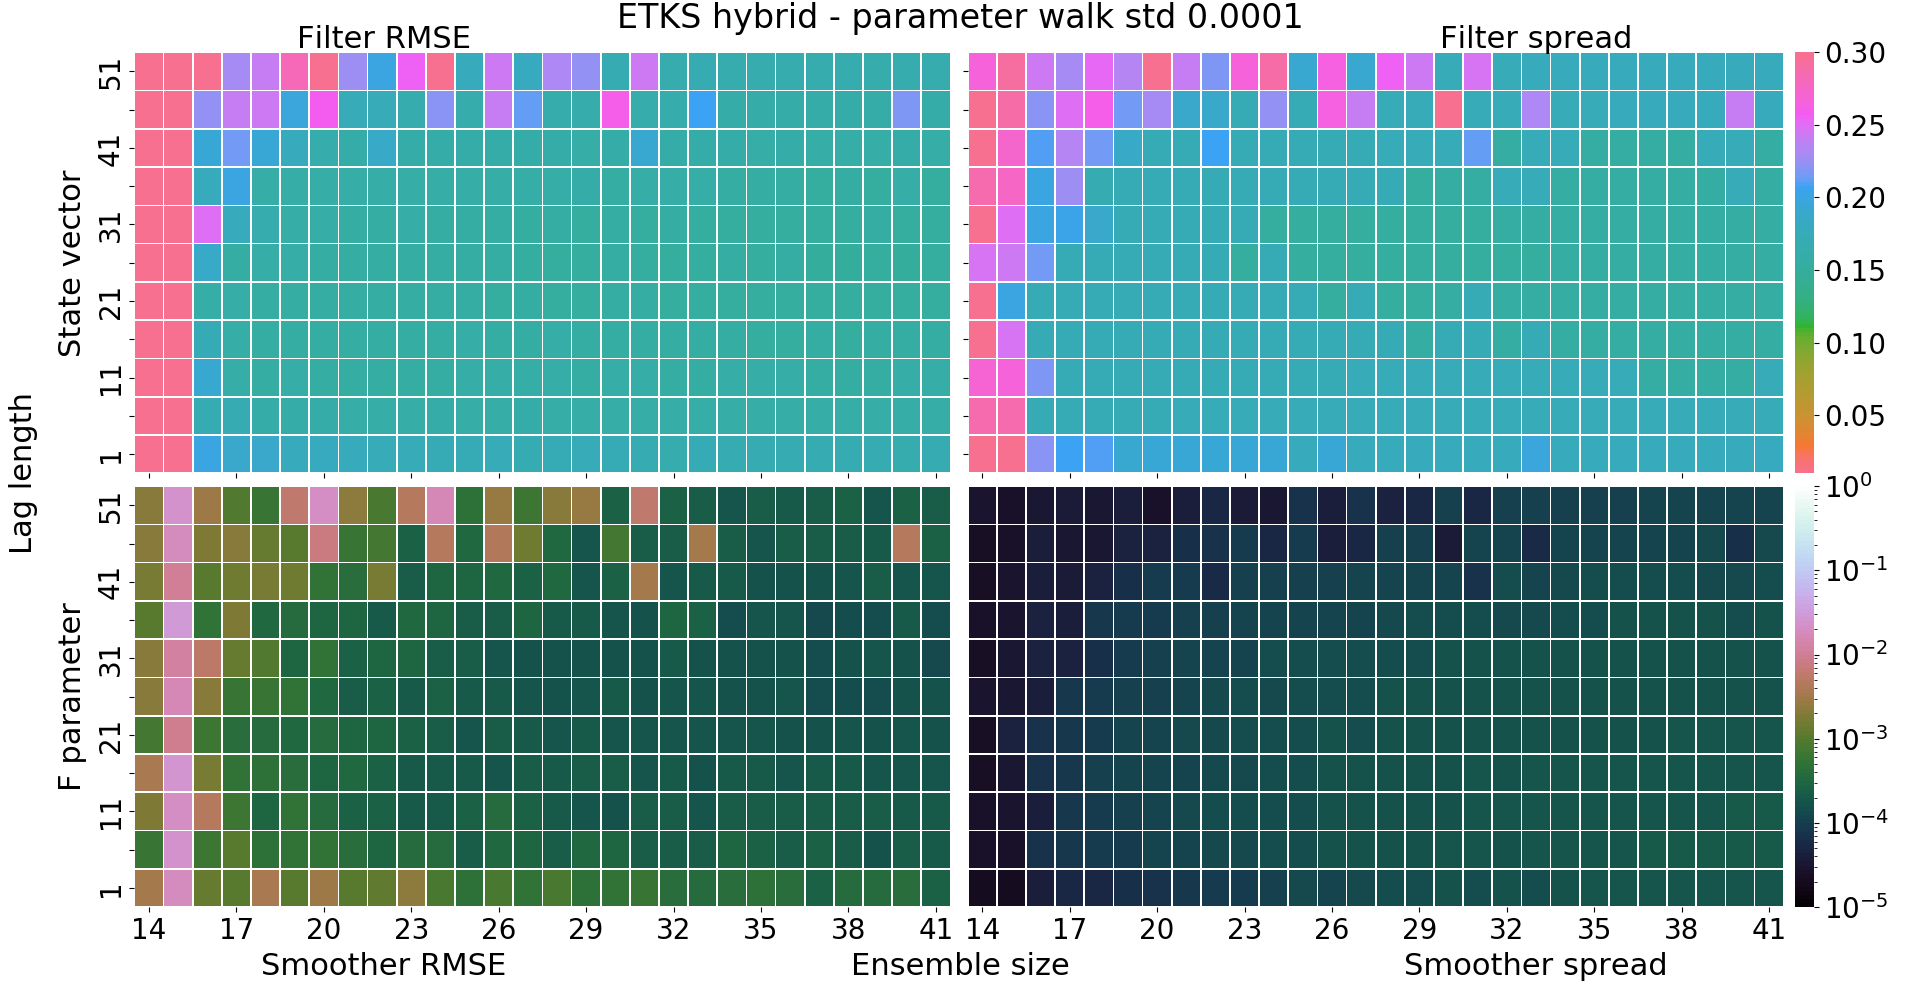 ETKS hybrid - parameter walk std 0.0001
Filter RMSE
Filter spread
Lag length
State vector
51
41
31
21
11
1
0.30
0.25
0.20
0.15
0.10
0.05
F parameter
51
41
31
21
11
1
10⁰
10⁻¹
10⁻²
10⁻³
10⁻⁴
10⁻⁵
14 17 20 23 26 29 32 35 38 41
14 17 20 23 26 29 32 35 38 41
Smoother RMSE
Ensemble size
Smoother spread